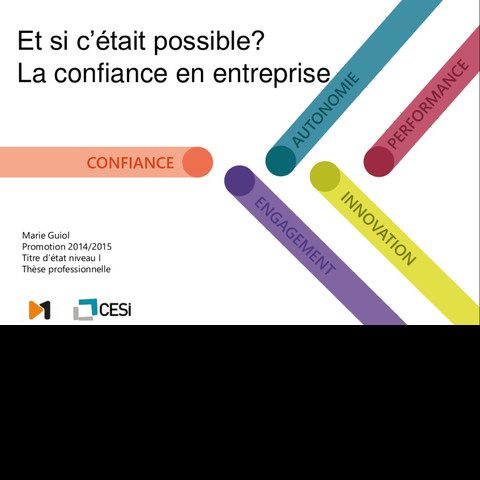 Et si c’était possible?
La confiance en entreprise
AUTONOMIE
PERFORMANCE
CONFIANCE
ENGAGEMENT
INNOVATION
Marie Guiol
Promotion 2014/2015
Titre d’état niveau I
Thèse professionnelle
CESi